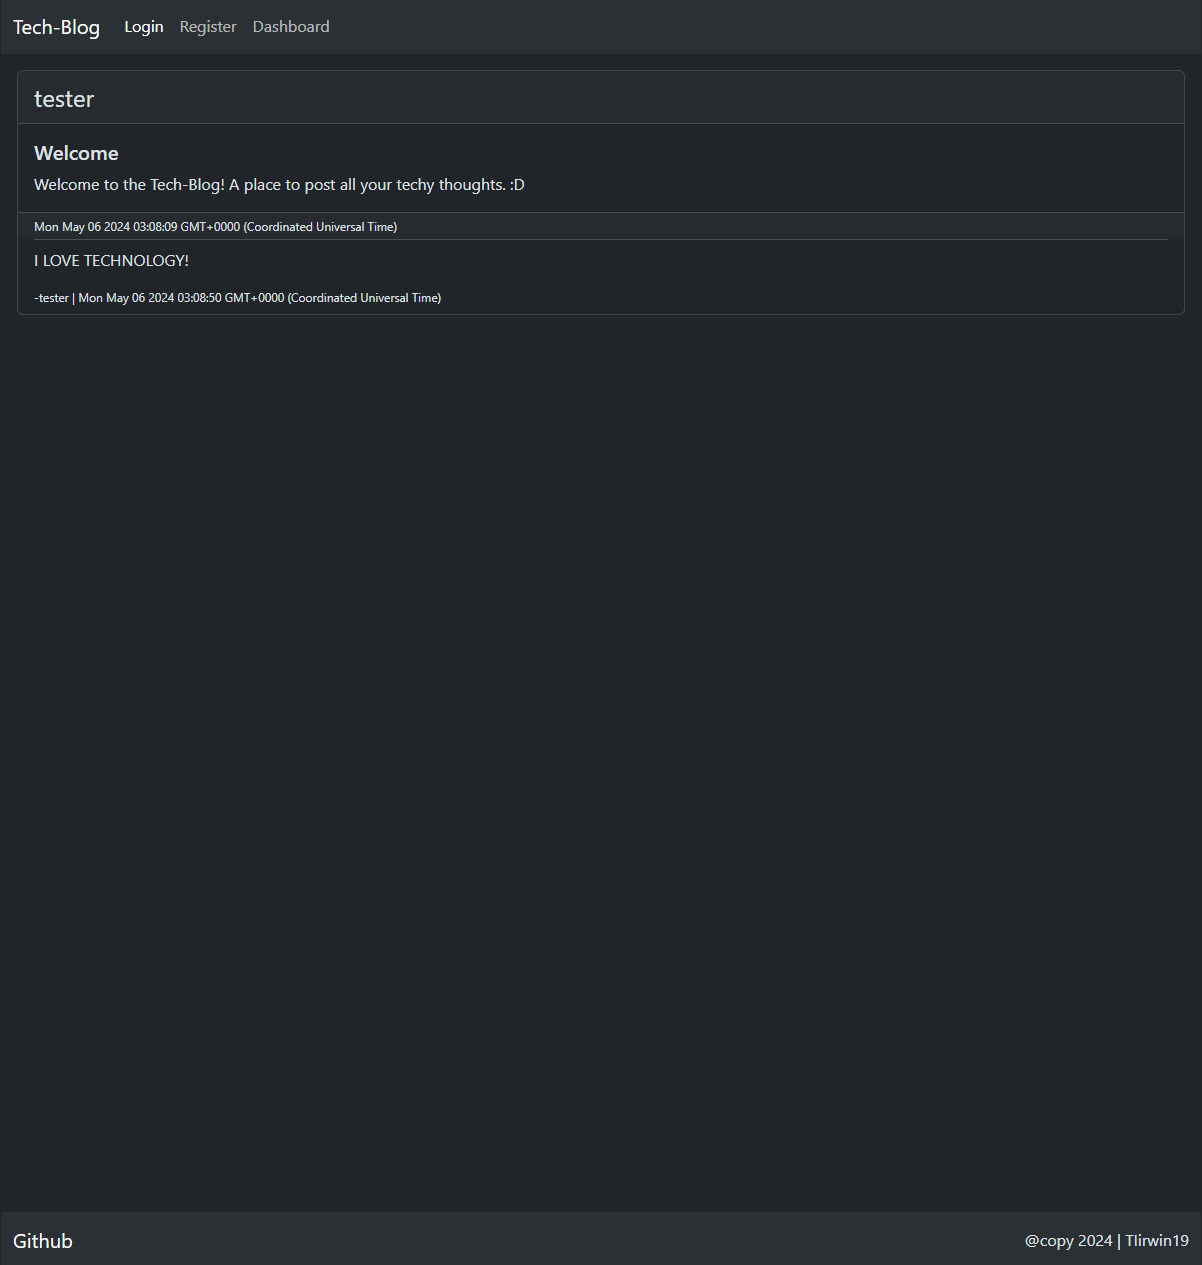 Tech-Blog Login Register Dashboard
tester
Welcome
Welcome to the Tech-Blog! A place to post all your techy thoughts. :D
Mon May 06 2024 03:08:09 GMT+0000 (Coordinated Universal Time)
I LOVE TECHNOLOGY!
-tester | Mon May 06 2024 03:08:50 GMT+0000 (Coordinated Universal Time)
Github @copy 2024 | Tlirwin19